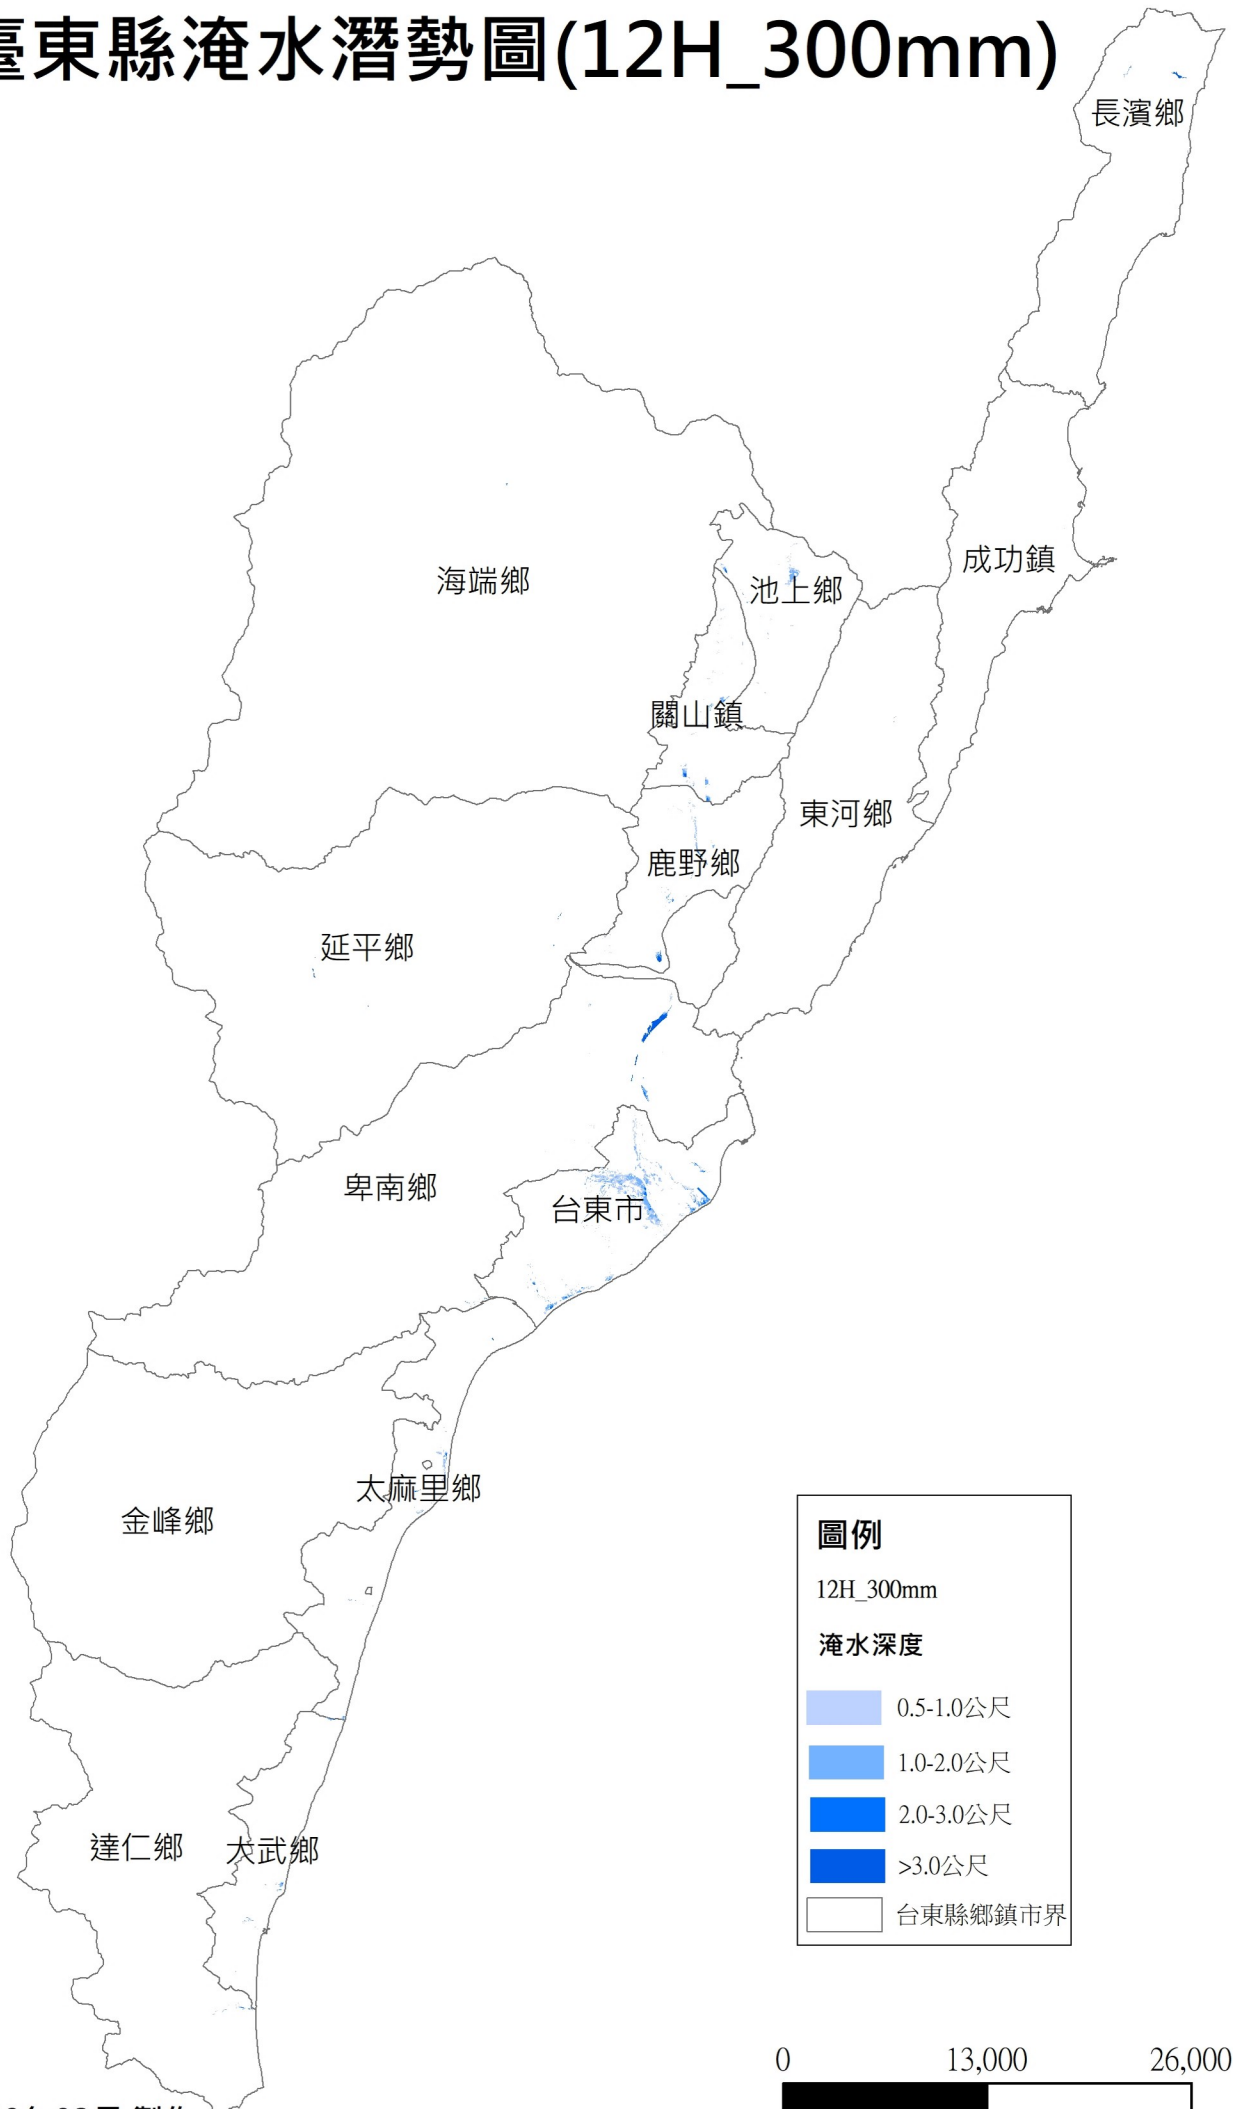 臺東縣淹水潛勢圖(12H_300mm)
長濱鄉
成功鎮
海端鄉
池上鄉
關山鎮
東河鄉
鹿野鄉
延平鄉
卑南鄉
台東市
太麻里鄉
金峰鄉
達仁鄉
大武鄉
圖例
12H_300mm
淹水深度
0.5-1.0公尺
1.0-2.0公尺
2.0-3.0公尺
>3.0公尺
台東縣鄉鎮市界
0 13,000 26,000